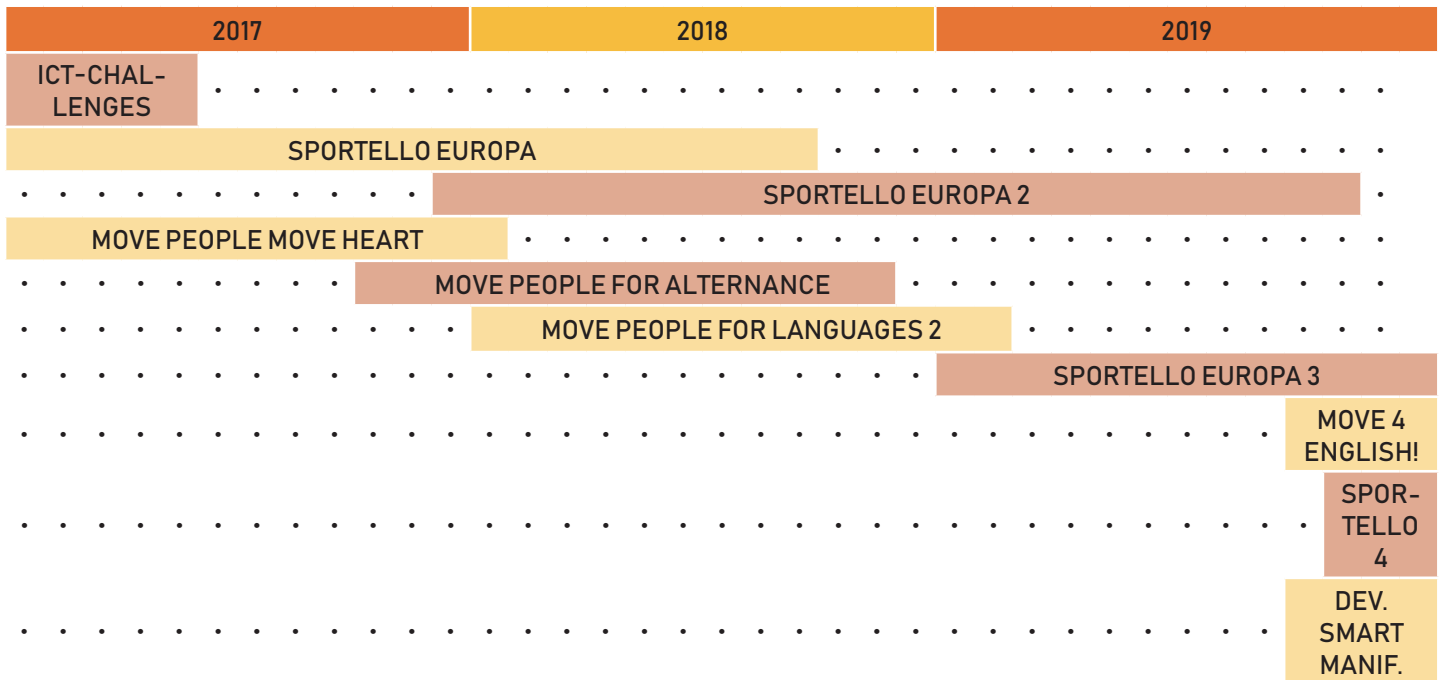 2017 2018 2019
ICT-CHAL-
LENGES
SPORTELLO EUROPA
SPORTELLO EUROPA 2
MOVE PEOPLE MOVE HEART
MOVE PEOPLE FOR ALTERNANCE
MOVE PEOPLE FOR LANGUAGES 2
SPORTELLO EUROPA 3
MOVE 4
ENGLISH!
SPOR-
TELLO
4
DEV.
SMART
MANIF.